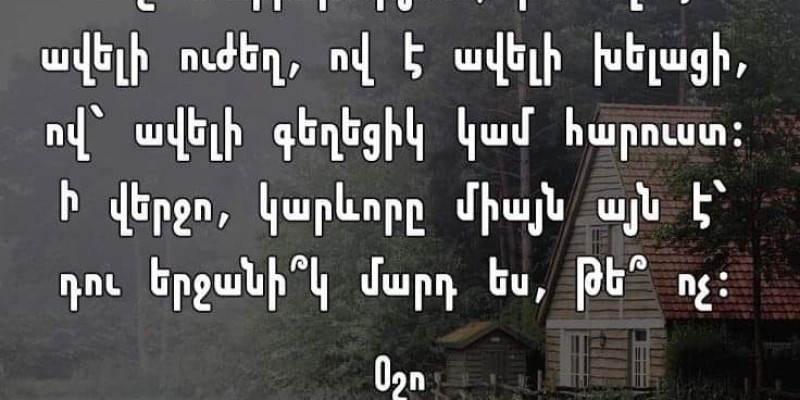 ավելի ուժեղ, ով է ավելի խելացի,
ով՝ ավելի գեղեցիկ կամ հարուստ:
Ի վերջո, կարևորը միայն այն է՝
դու երջանի՞կ մարդ ես, թե՞ ոչ:
Օշո